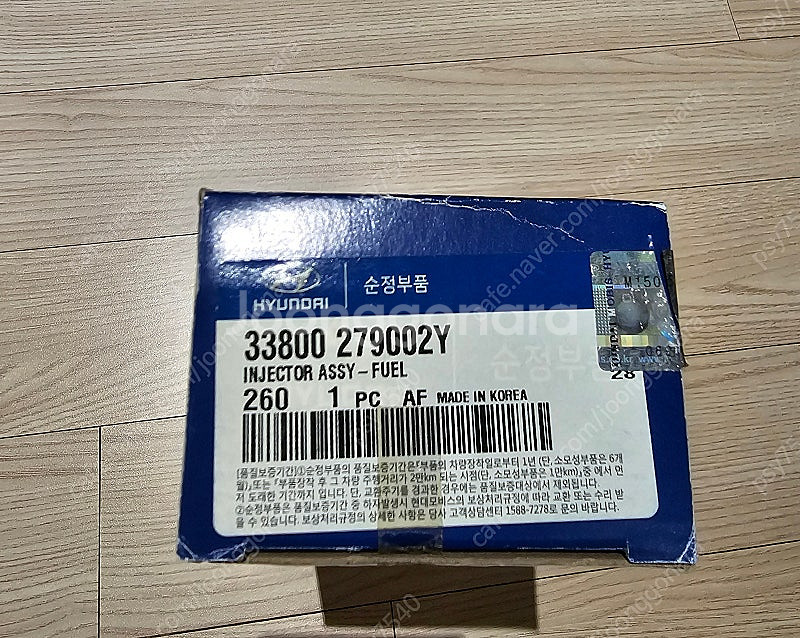 HYUNDAI
순정부품
33800 279002Y
INJECTOR ASSY-FUEL
260 1 PC AF MADE IN KOREA
28
[품질보증기간]①순정부품의 품질보증기간은『부품의 차량장착일로부터 1년 (단, 소모성부품은 6개
월)』또는 『부품장착 후 그 차량 주행거리가 2만km 되는 시점(단, 소모성부품은 1만km)』중 에서 먼
저 도래한 기간까지 입니다. 단, 교환주기를 경과한 경우에는 품질보증대상에서 제외됩니다.
②순정부품은 품질보증기간 중 하자발생시 현대모비스의 보상처리규정에 따라 교환 또는 수리 받
을 수 있습니다. 보상처리규정의 상세한 사항은 당사 고객상담센터 1588-7278로 문의 바랍니다.
Joonggonara
cafe.naver.com/joonggonara